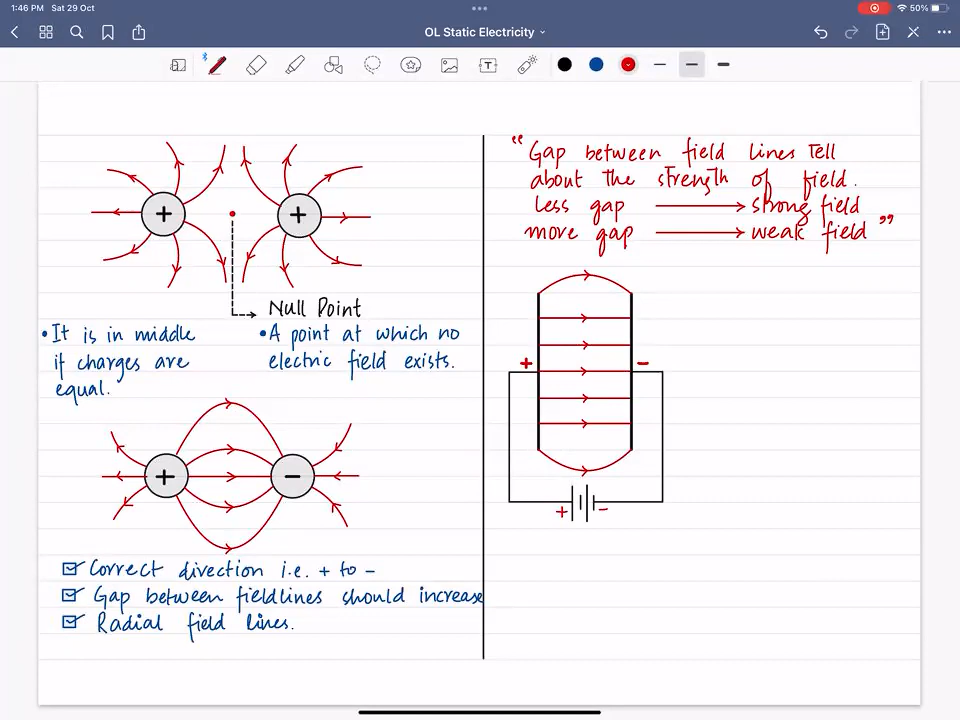 1:46 PM Sat 29 Oct
50%
OL Static Electricity
T
+
+
Null Point
•It is in middle
if charges are
equal.
•A point at which no
electric field exists.
+
-
Correct direction i.e. + to -
Gap between fieldlines should increase
Radial field lines.
"Gap between field lines Tell
about The strength of field.
less gap → strong field
more gap → weak field"
+
-
+
-